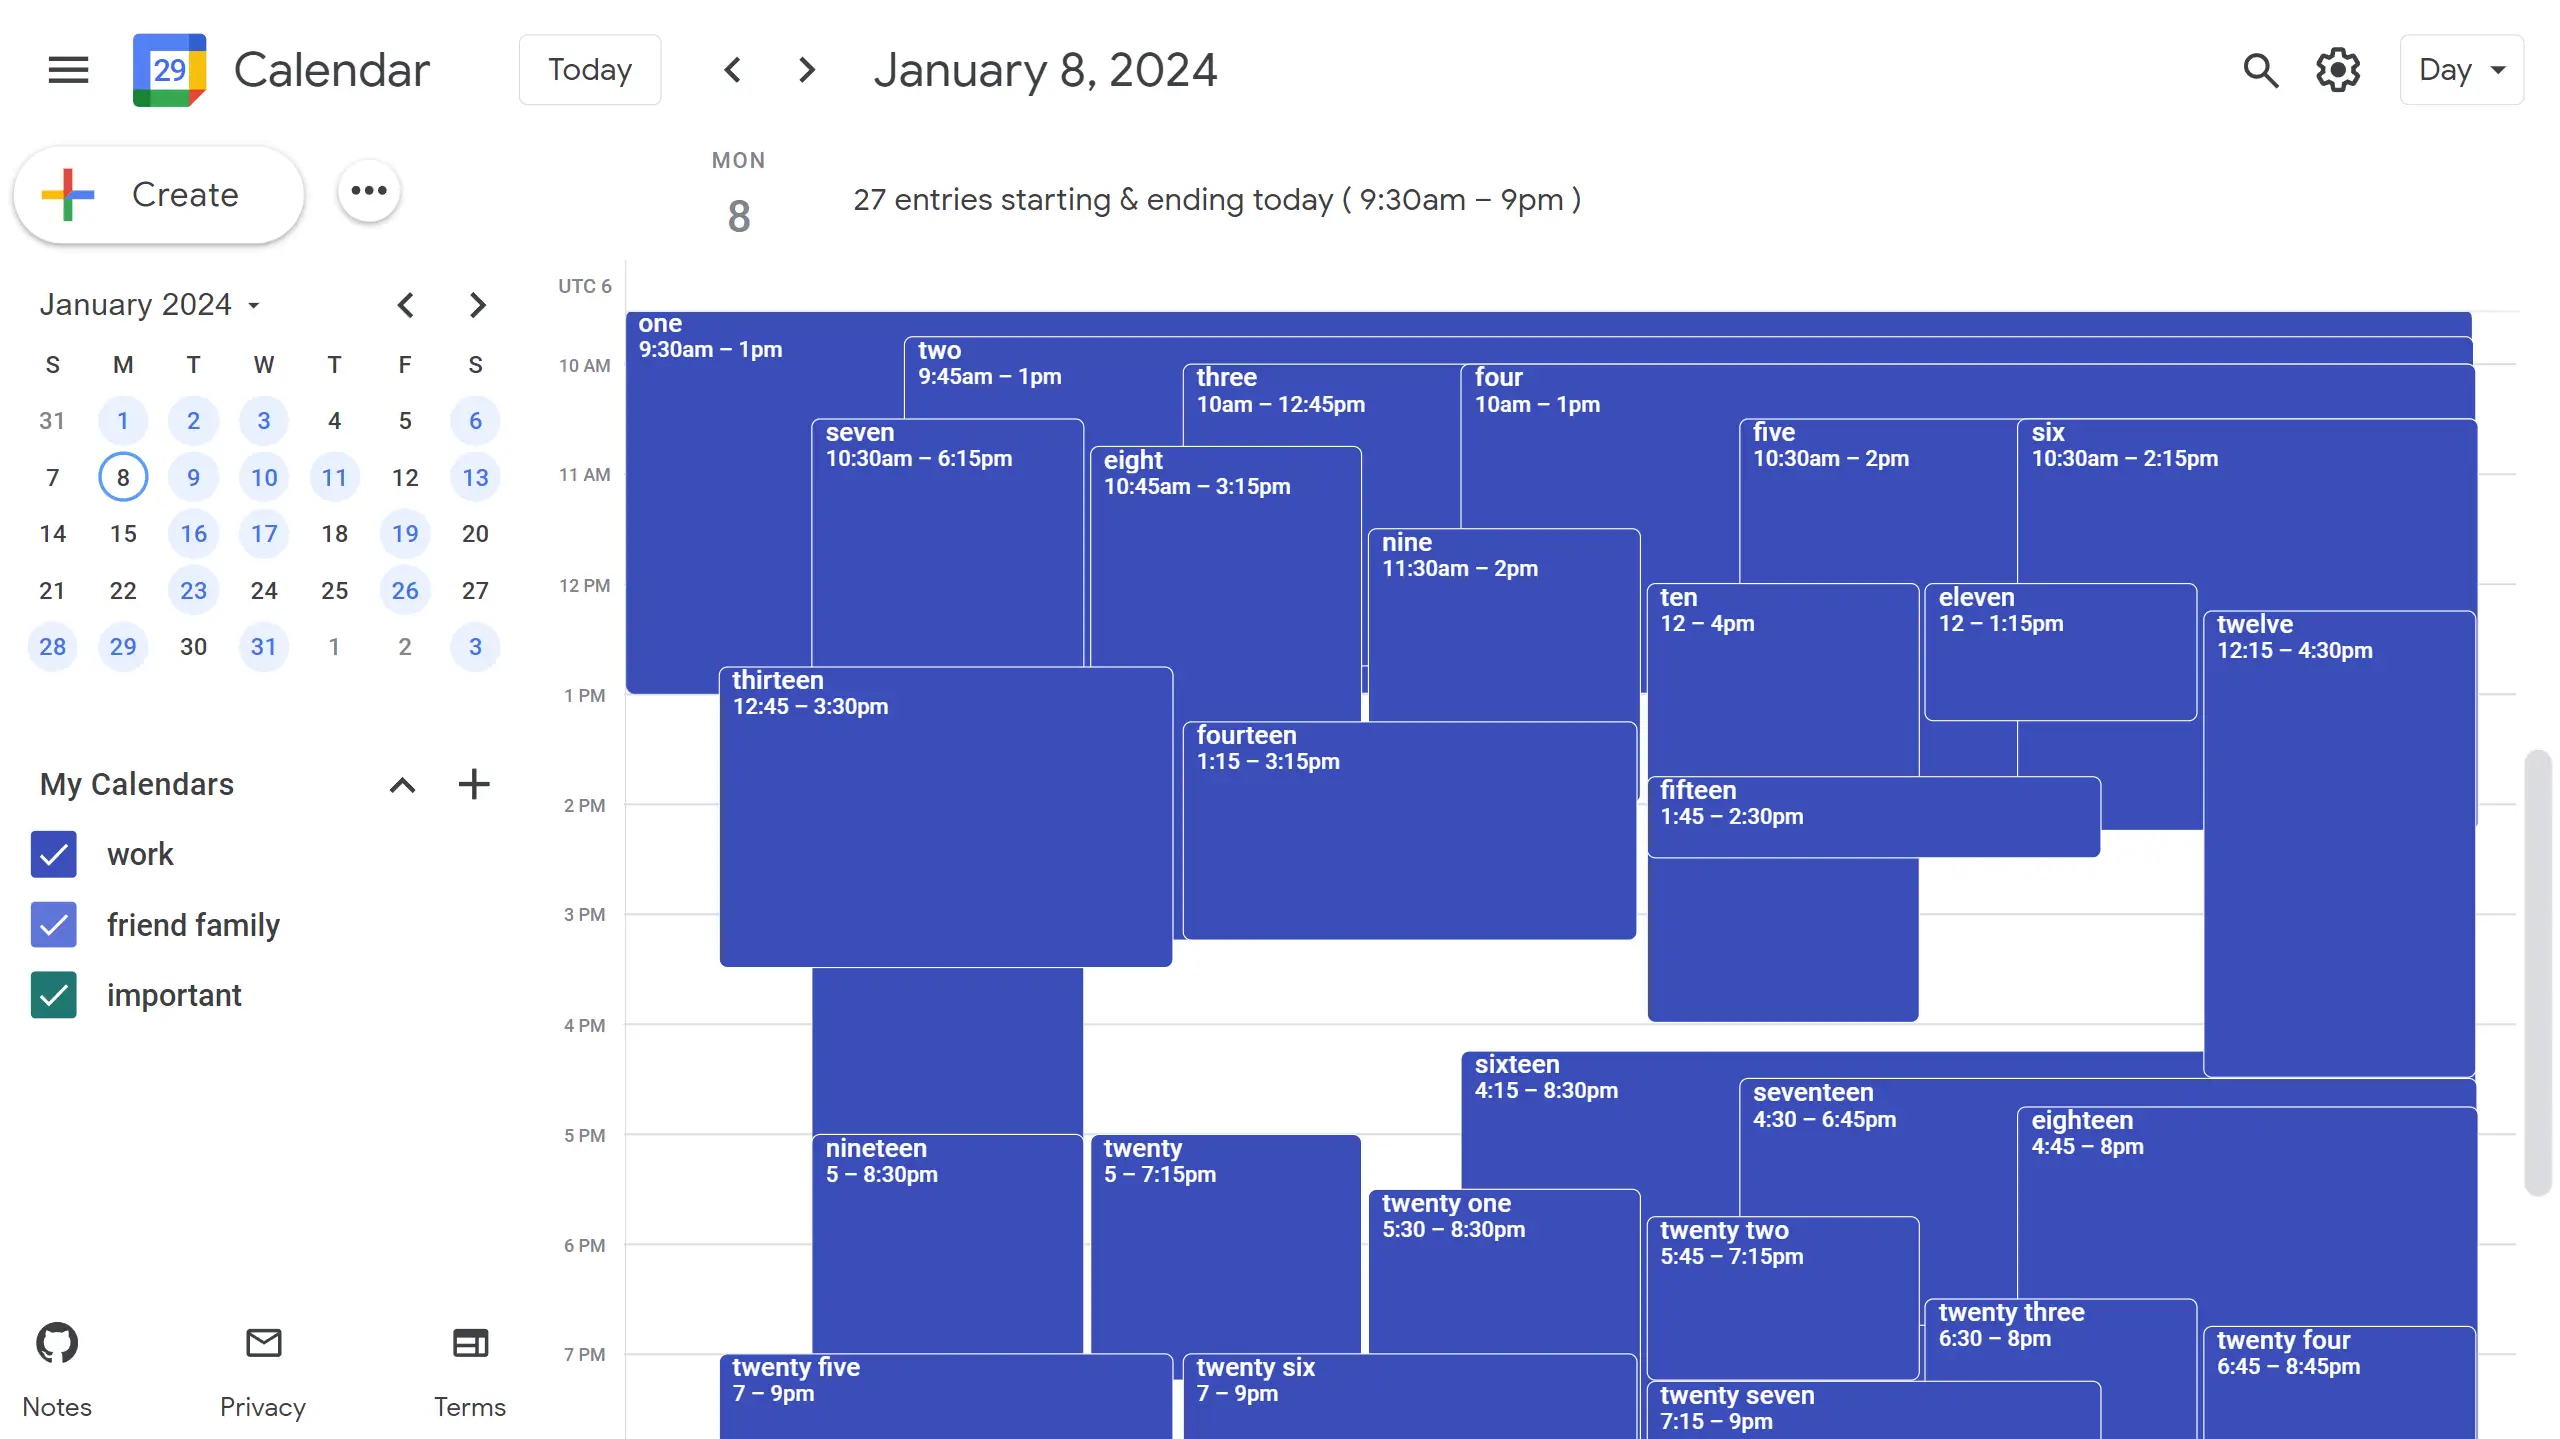 29
Calendar
Today
January 8, 2024
Day
Create
MON
8
27 entries starting & ending today ( 9:30am – 9pm )
January 2024
S M T W T F S
31 1 2 3 4 5 6
7 8 9 10 11 12 13
14 15 16 17 18 19 20
21 22 23 24 25 26 27
28 29 30 31 1 2 3
My Calendars
work
friend family
important
Notes
Privacy
Terms
UTC 6
10 AM
11 AM
12 PM
1 PM
2 PM
3 PM
4 PM
5 PM
6 PM
7 PM
one
9:30am – 1pm
two
9:45am – 1pm
three
10am – 12:45pm
four
10am – 1pm
five
10:30am – 2pm
six
10:30am – 2:15pm
seven
10:30am – 6:15pm
eight
10:45am – 3:15pm
nine
11:30am – 2pm
ten
12 – 4pm
eleven
12 – 1:15pm
twelve
12:15 – 4:30pm
thirteen
12:45 – 3:30pm
fourteen
1:15 – 3:15pm
fifteen
1:45 – 2:30pm
sixteen
4:15 – 8:30pm
seventeen
4:30 – 6:45pm
eighteen
4:45 – 8pm
nineteen
5 – 8:30pm
twenty
5 – 7:15pm
twenty one
5:30 – 8:30pm
twenty two
5:45 – 7:15pm
twenty three
6:30 – 8pm
twenty four
6:45 – 8:45pm
twenty five
7 – 9pm
twenty six
7 – 9pm
twenty seven
7:15 – 9pm